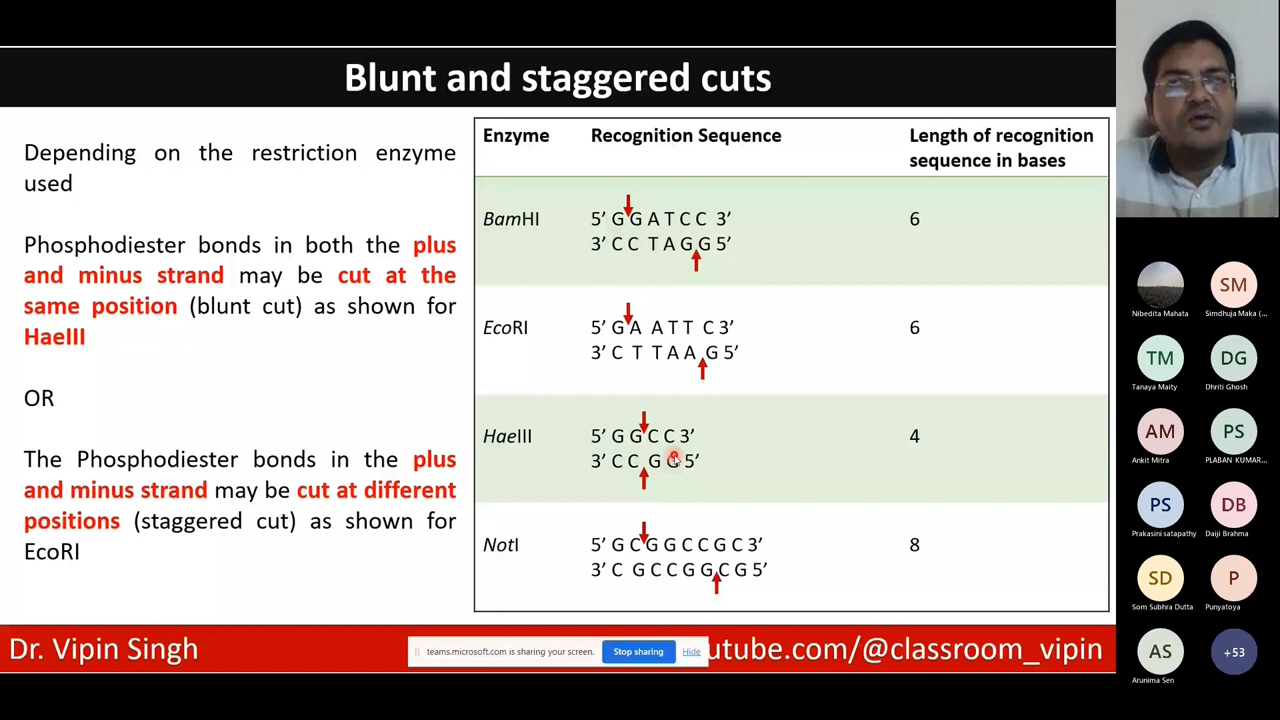 Blunt and staggered cuts
Depending on the restriction enzyme
used
Phosphodiester bonds in both the plus
and minus strand may be cut at the
same position (blunt cut) as shown for
HaeIII
OR
The Phosphodiester bonds in the plus
and minus strand may be cut at different
positions (staggered cut) as shown for
EcoRI
Enzyme Recognition Sequence Length of recognition
sequence in bases
BamHI 5’ G G A T C C 3’ 6
3’ C C T A G G 5’
EcoRI 5’ G A A T T C 3’ 6
3’ C T T A A G 5’
HaeIII 5’ G G C C 3’ 4
3’ C C G G 5’
NotI 5’ G C G G C C G C 3’ 8
3’ C G C C G G C G 5’
Dr. Vipin Singh
teams.microsoft.com is sharing your screen. Stop sharing Hide
utube.com/@classroom_vipin
Nibedita Mahata
SM
Simdhuja Maka (...
TM
Tanaya Maity
DG
Dhriti Ghosh
AM
Ankit Mitra
PS
PLABAN KUMAR...
PS
Prakasini satapathy
DB
Daiji Brahma
SD
Som Subhra Dutta
P
Punyatoya
AS
Arunima Sen
+53